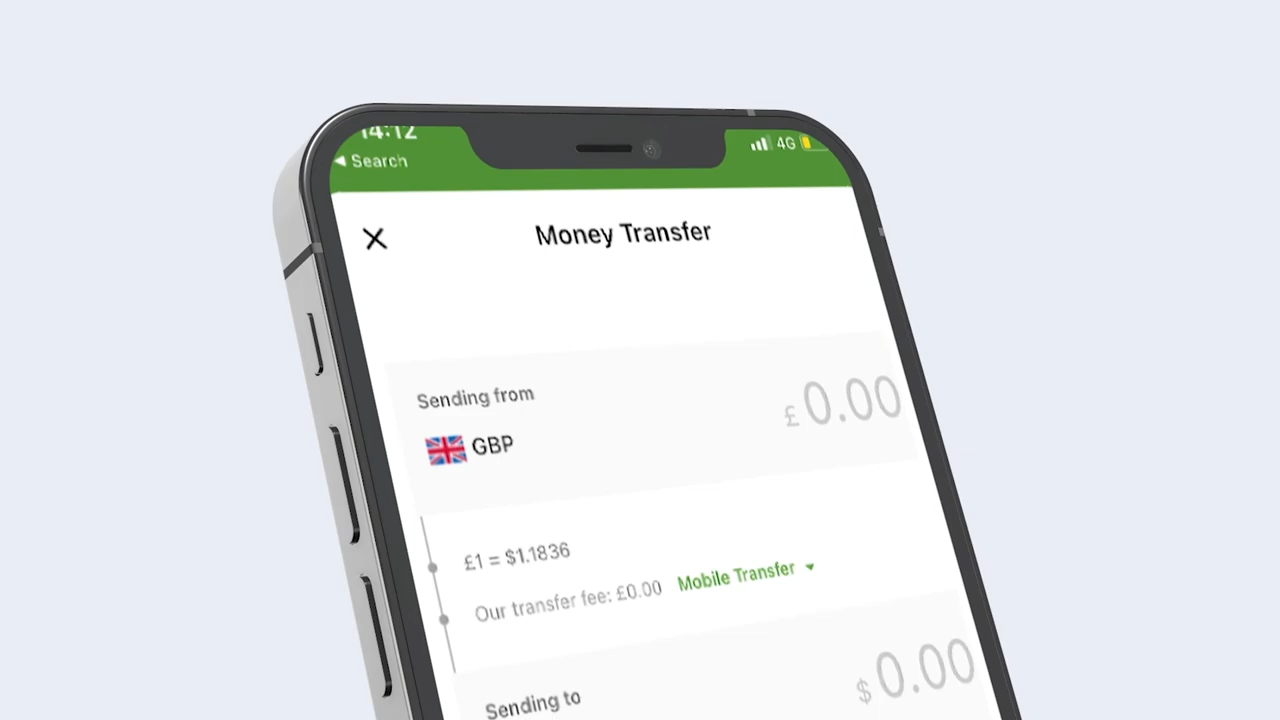 14:12
4G
◀ Search
Money Transfer
Sending from
£0.00
GBP
£1 = $1.1836
Our transfer fee: £0.00 Mobile Transfer
$0.00
Sending to